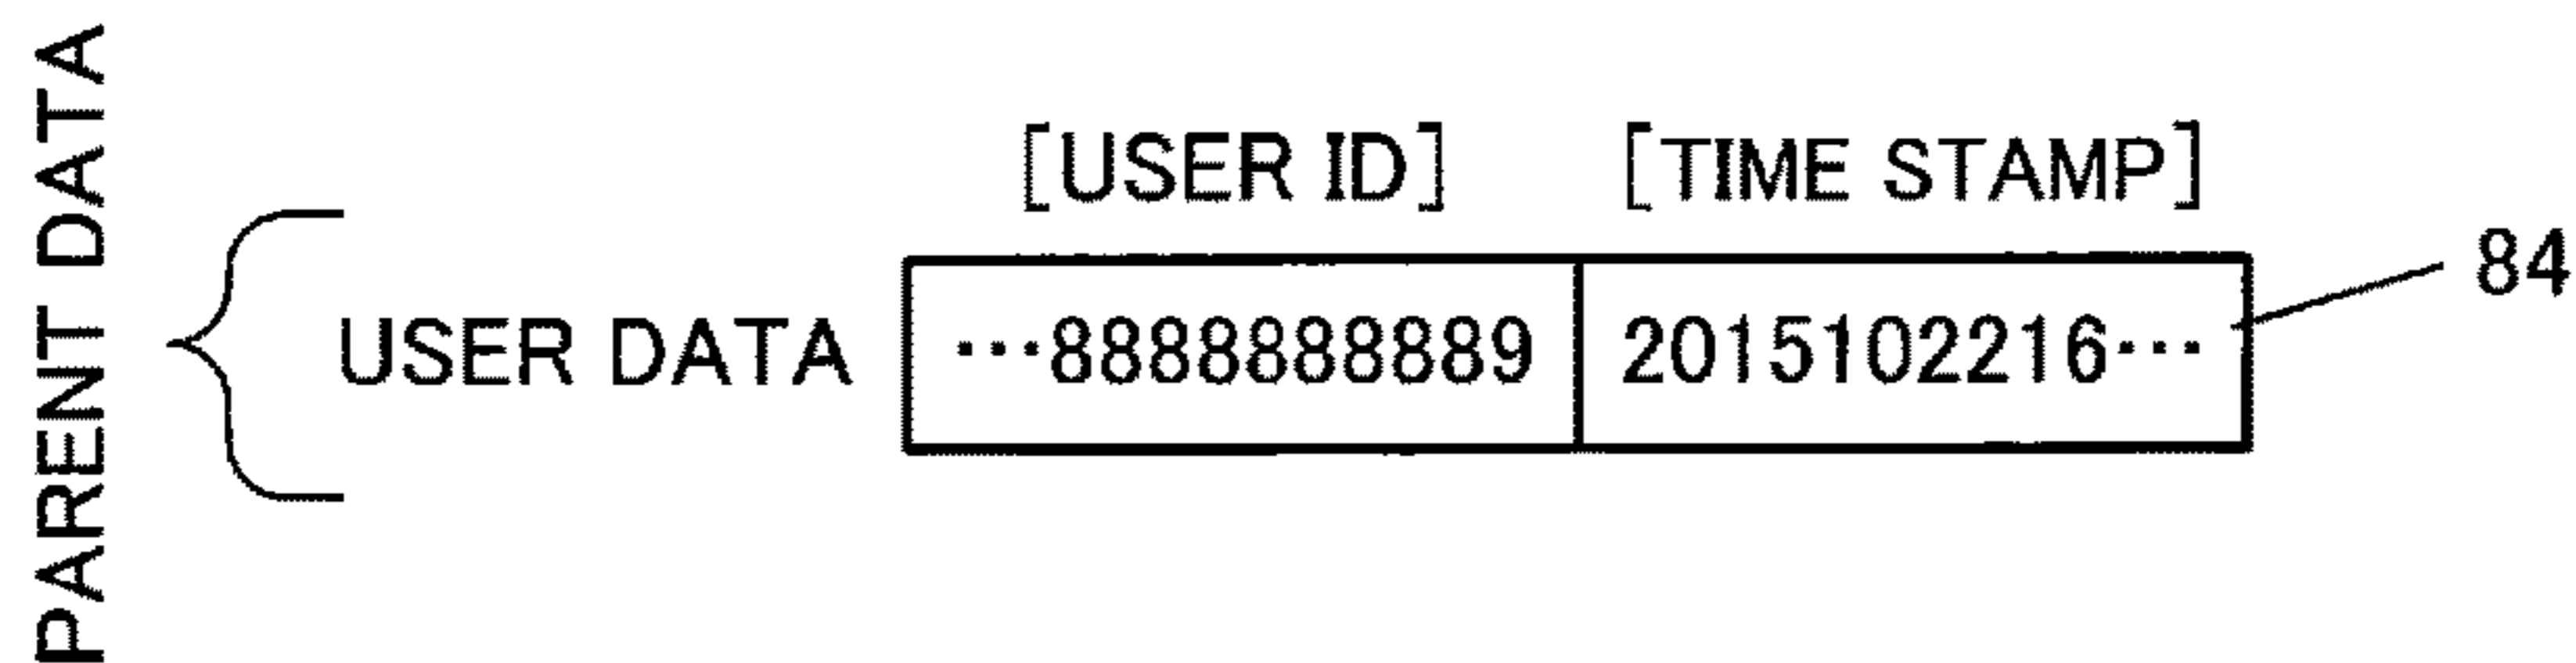 PARENT DATA
[USER ID] [TIME STAMP]
USER DATA …8888888889 2015102216…
84